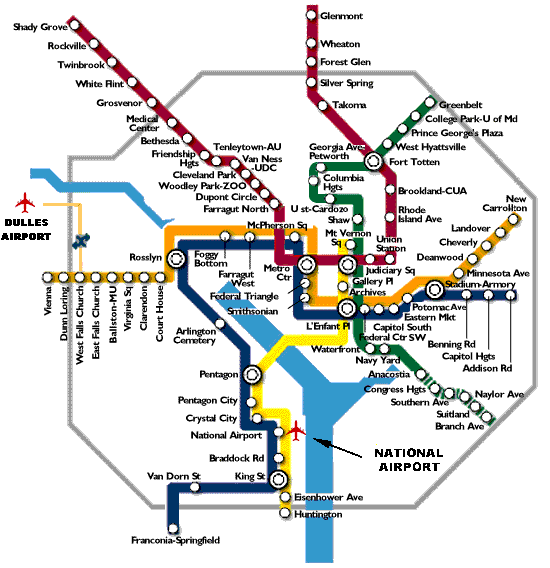 Shady Grove
Rockville
Twinbrook
White Flint
Grosvenor
Medical
Center
Bethesda
Friendship
Hgts
Tenleytown-AU
Van Ness
-UDC
Cleveland Park
Woodley Park-ZOO
Dupont Circle
Farragut North
Glenmont
Wheaton
Forest Glen
Silver Spring
Takoma
Greenbelt
College Park-U of Md
Prince George's Plaza
West Hyattsville
Georgia Ave-
Petworth
Fort Totten
Columbia
Hgts
Brookland-CUA
U st-Cardozo
Rhode
Island Ave
Shaw
Mt Vernon
Sq
McPherson Sq
Union
Station
New
Carrollton
Landover
Cheverly
Deanwood
Minnesota Ave
Stadium-Armory
DULLES
AIRPORT
Rosslyn
Foggy
Bottom
Farragut
West
Metro
Ctr
Judiciary Sq
Gallery Pl
Archives
Federal Triangle
Smithsonian
L'Enfant Pl
Potomac Ave
Eastern Mkt
Capitol South
Federal Ctr SW
Vienna
Dunn Loring
West Falls Church
East Falls Church
Ballston-MU
Virginia Sq
Clarendon
Court House
Arlington
Cemetery
Waterfront
Navy Yard
Benning Rd
Capitol Hgts
Addison Rd
Anacostia
Congress Hgts
Southern Ave
Naylor Ave
Suitland
Branch Ave
Pentagon
Pentagon City
Crystal City
National Airport
NATIONAL
AIRPORT
Braddock Rd
King St
Van Dorn St
Eisenhower Ave
Huntington
Franconia-Springfield